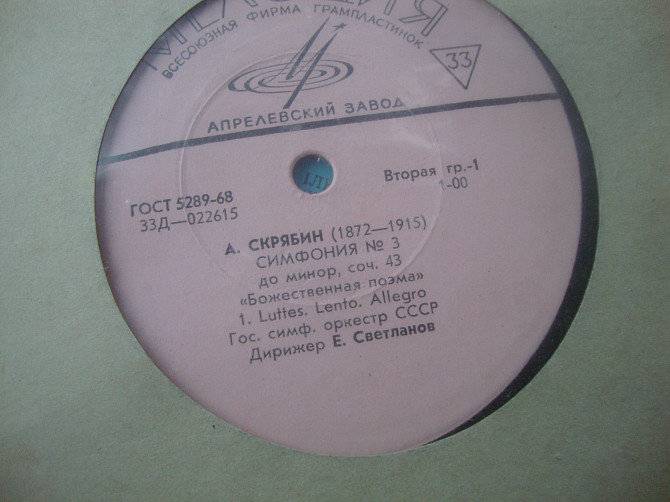 МЕЛОДИЯ
ВСЕСОЮЗНАЯ ФИРМА ГРАМПЛАСТИНОК
33
АПРЕЛЕВСКИЙ ЗАВОД
ГОСТ 5289-68
33Д—022615
Вторая гр.-1
1-00
А. СКРЯБИН (1872—1915)
СИМФОНИЯ № 3
до минор, соч. 43
«Божественная поэма»
1. Luttes. Lento. Allegro
Гос. симф. оркестр СССР
Дирижер Е. Светланов